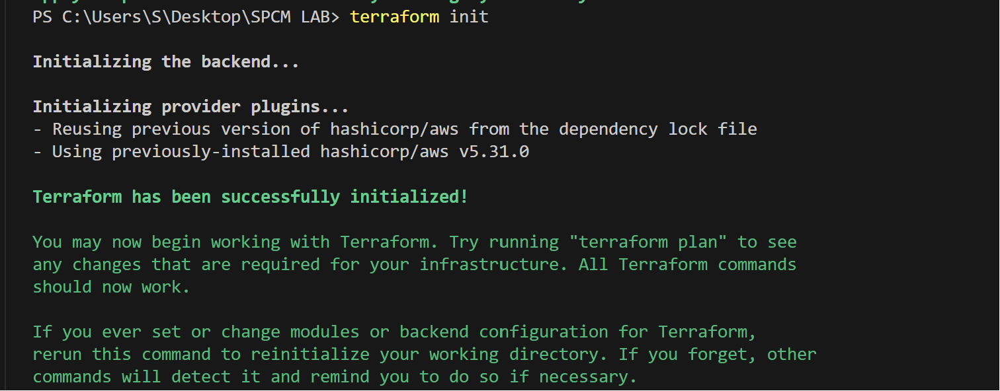 PS C:\Users\S\Desktop\SPCM LAB> terraform init
Initializing the backend...
Initializing provider plugins...
- Reusing previous version of hashicorp/aws from the dependency lock file
- Using previously-installed hashicorp/aws v5.31.0
Terraform has been successfully initialized!
You may now begin working with Terraform. Try running "terraform plan" to see
any changes that are required for your infrastructure. All Terraform commands
should now work.
If you ever set or change modules or backend configuration for Terraform,
rerun this command to reinitialize your working directory. If you forget, other
commands will detect it and remind you to do so if necessary.